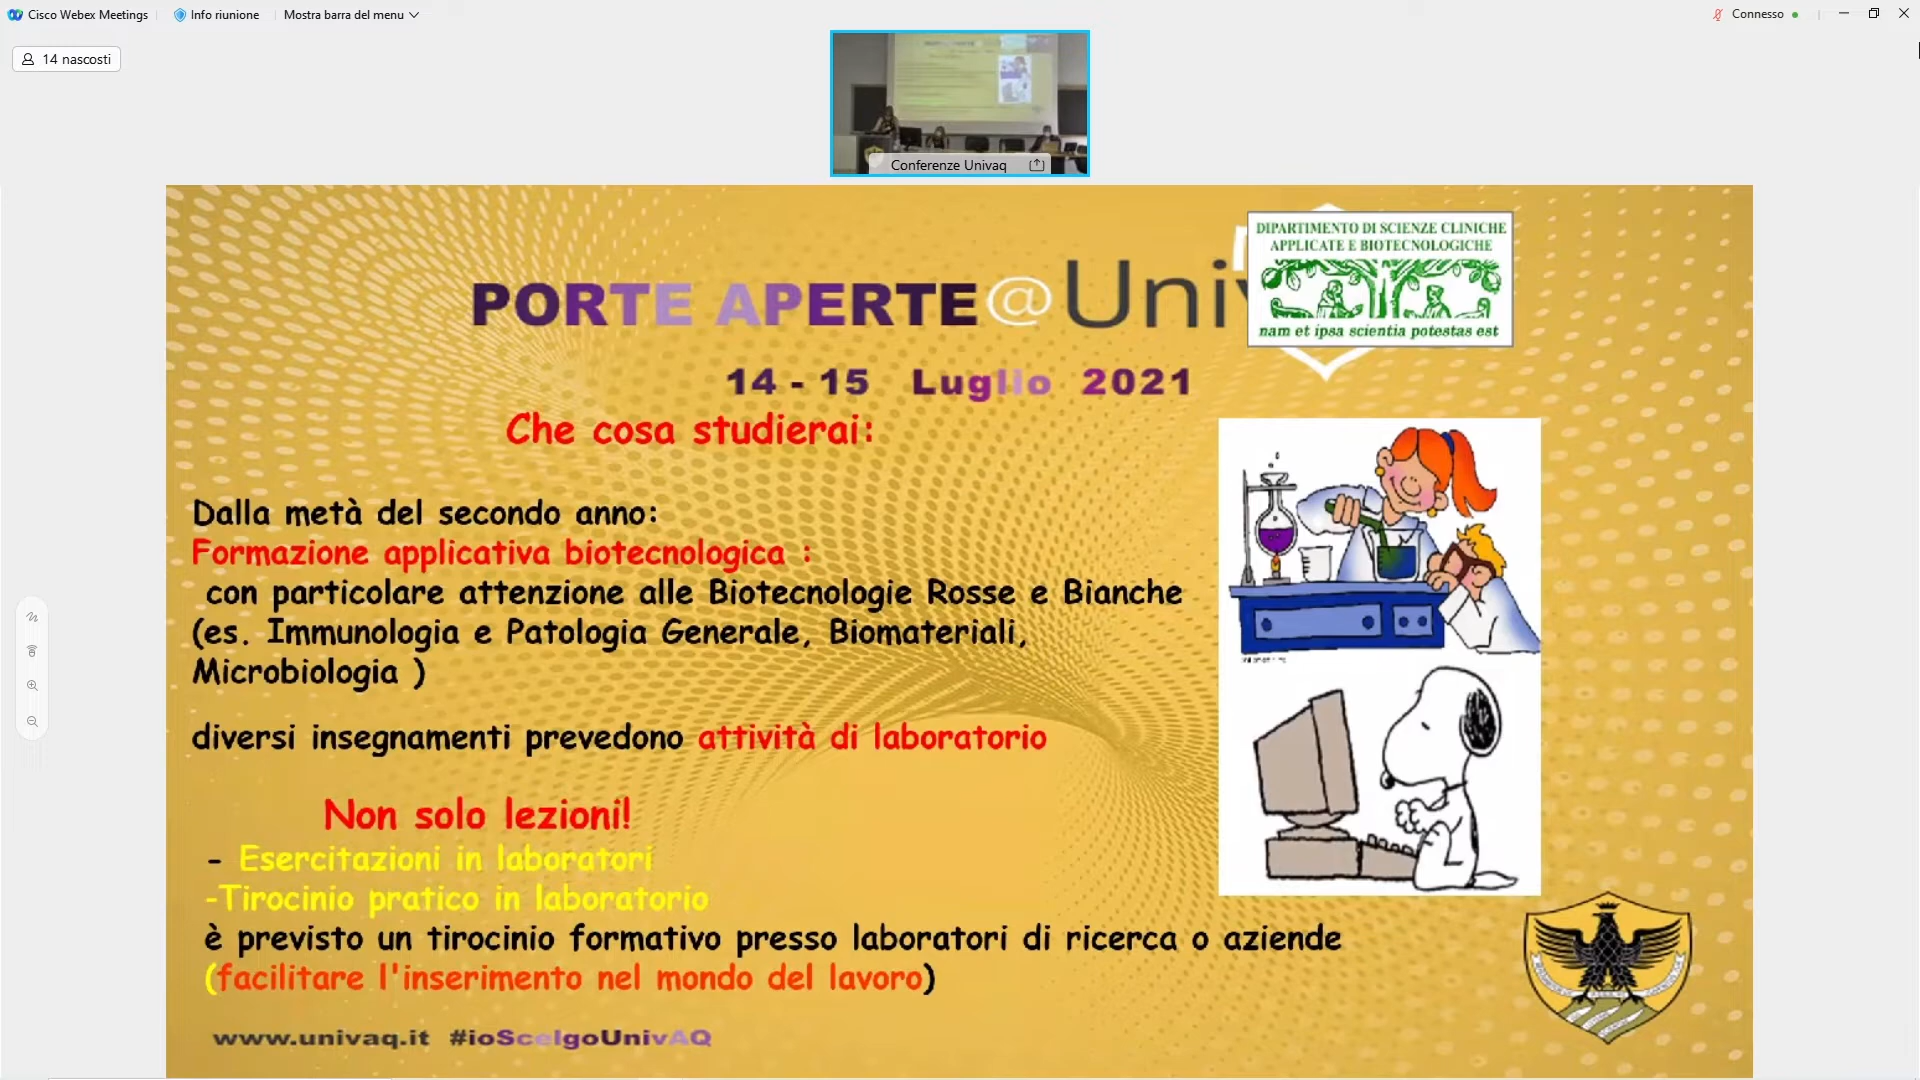 Cisco Webex Meetings
Info riunione
Mostra barra del menu
Connesso
14 nascosti
Conferenze Univaq
DIPARTIMENTO DI SCIENZE CLINICHE
APPLICATE E BIOTECNOLOGICHE
nam et ipsa scientia potestas est
PORTE APERTE@Univ
14 - 15 Luglio 2021
Che cosa studierai:
Dalla metà del secondo anno:
Formazione applicativa biotecnologica :
con particolare attenzione alle Biotecnologie Rosse e Bianche
(es. Immunologia e Patologia Generale, Biomateriali,
Microbiologia )
diversi insegnamenti prevedono attività di laboratorio
Non solo lezioni!
- Esercitazioni in laboratori
-Tirocinio pratico in laboratorio
è previsto un tirocinio formativo presso laboratori di ricerca o aziende
(facilitare l'inserimento nel mondo del lavoro)
www.univaq.it #ioScelgoUnivAQ